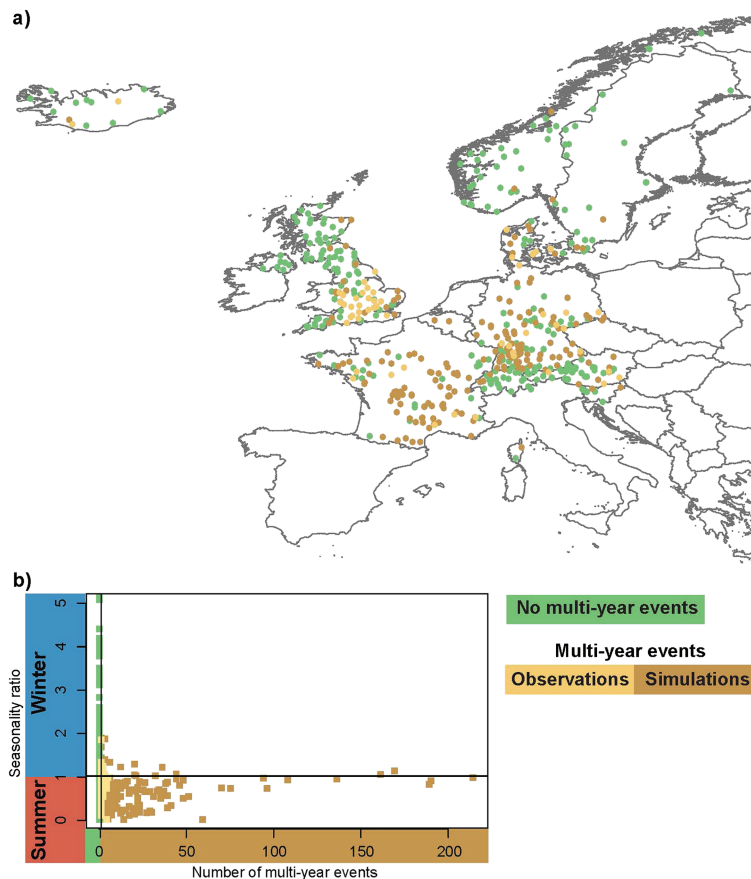 a)
b)
Seasonality ratio
Winter
Summer
5
4
3
2
1
0
0 50 100 150 200
Number of multi-year events
No multi-year events
Multi-year events
Observations Simulations